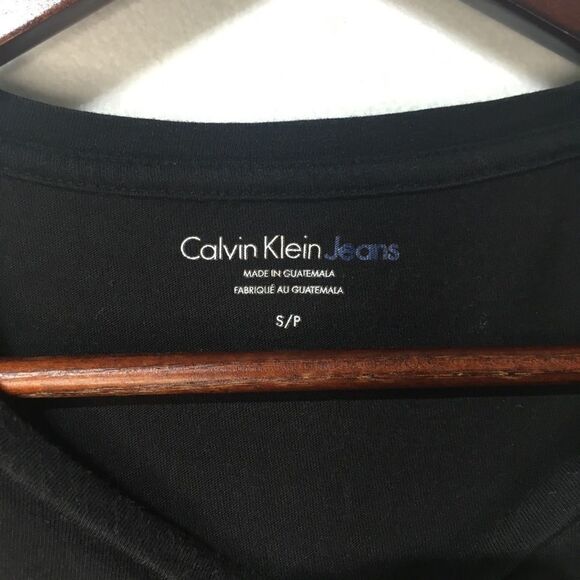 Calvin Klein Jeans
MADE IN GUATEMALA
FABRIQUÉ AU GUATEMALA
S/P